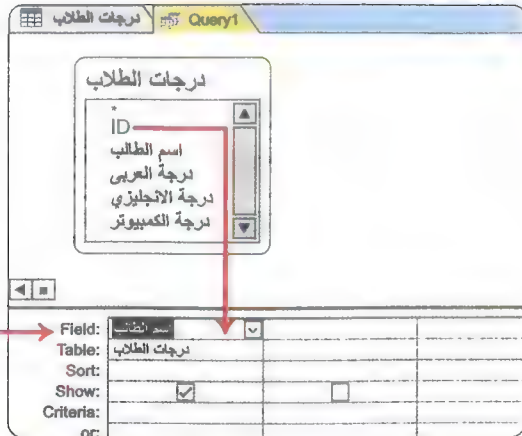 درجات الطلاب Query1
درجات الطلاب
*
ID
اسم الطالب
درجة العربى
درجة الانجليزي
درجة الكمبيوتر
Field: اسم الطالب
Table: درجات الطلاب
Sort:
Show:
Criteria:
or: